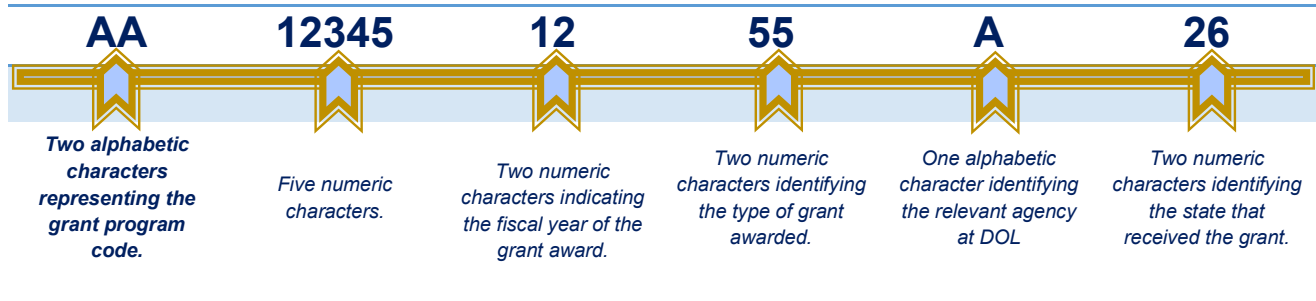 AA 12345 12 55 A 26
Two alphabetic
characters
representing the
grant program
code.
Five numeric
characters.
Two numeric
characters indicating
the fiscal year of the
grant award.
Two numeric
characters identifying
the type of grant
awarded.
One alphabetic
character identifying
the relevant agency
at DOL
Two numeric
characters identifying
the state that
received the grant.